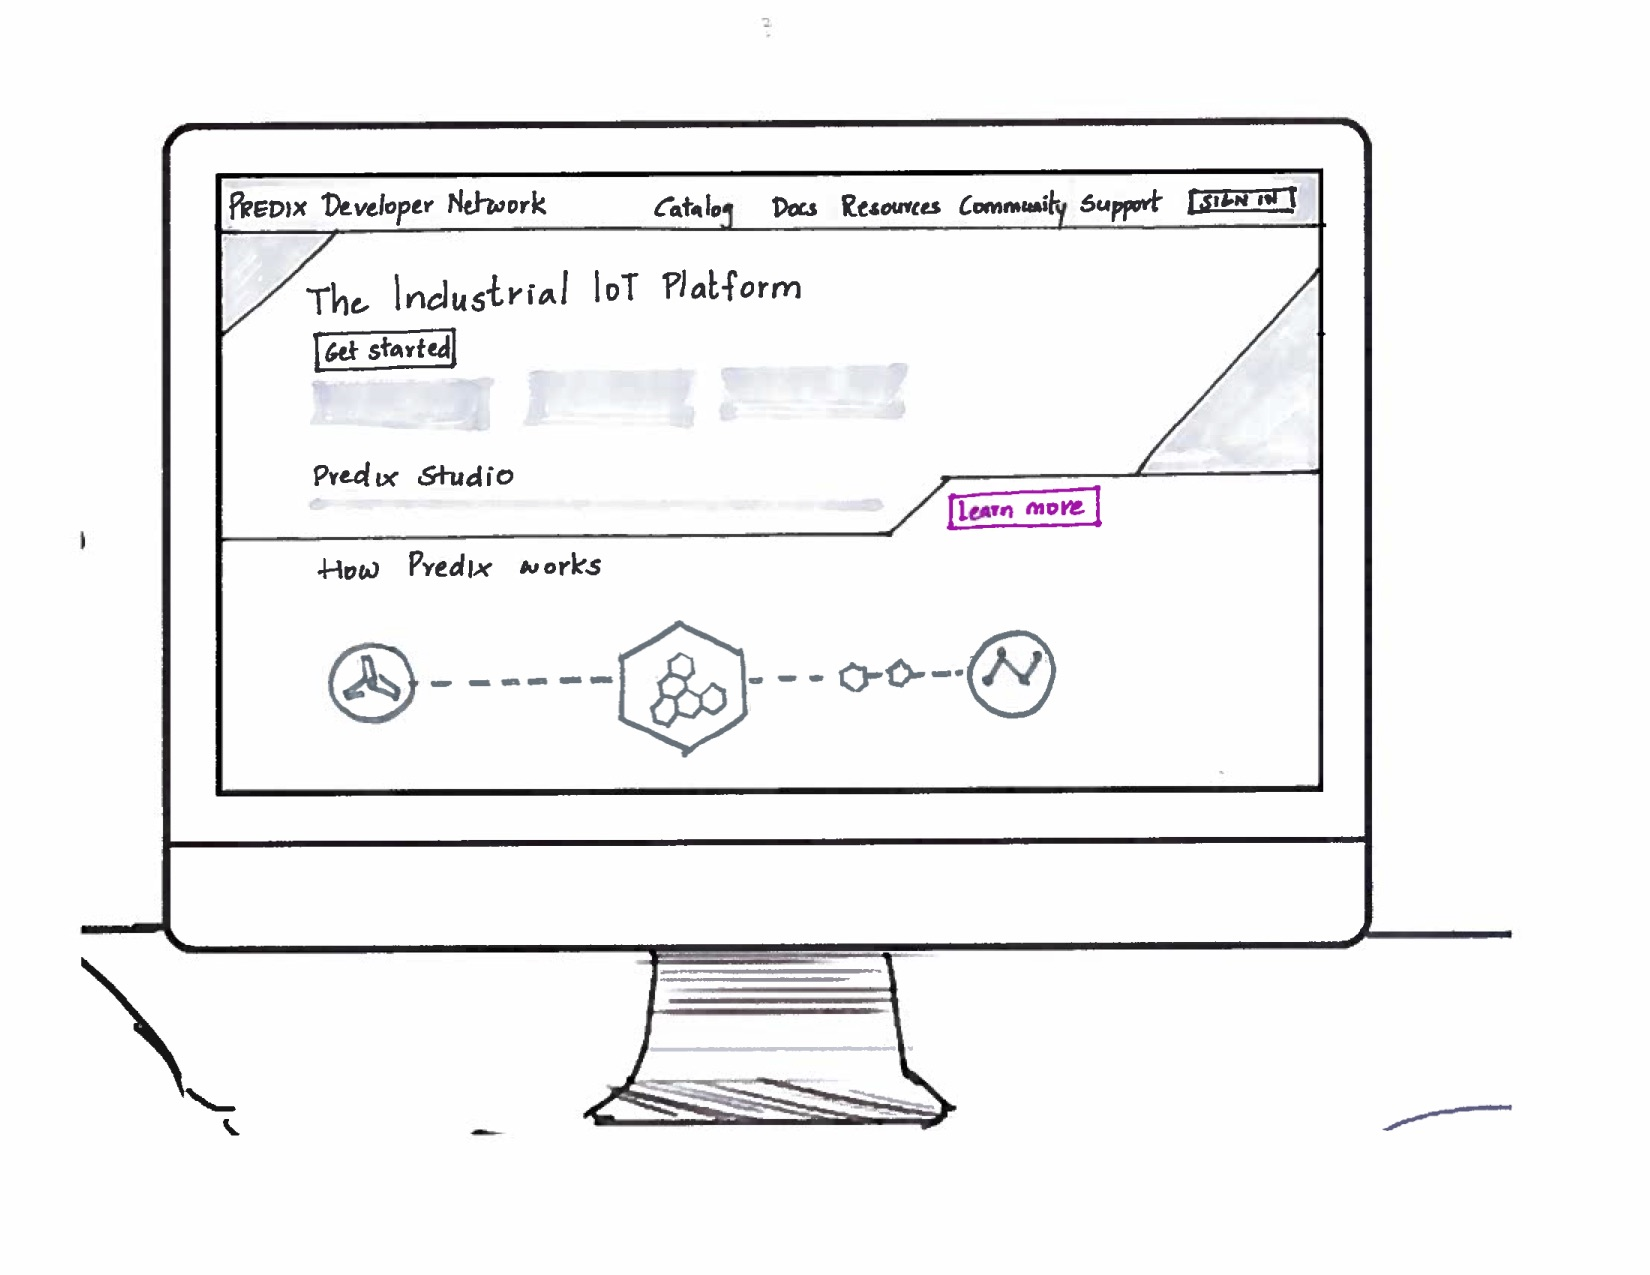 PREDIX Developer Network Catalog Docs Resources Community Support SIGN IN
The Industrial IoT Platform
Get started
Predix Studio
Learn more
How Predix works